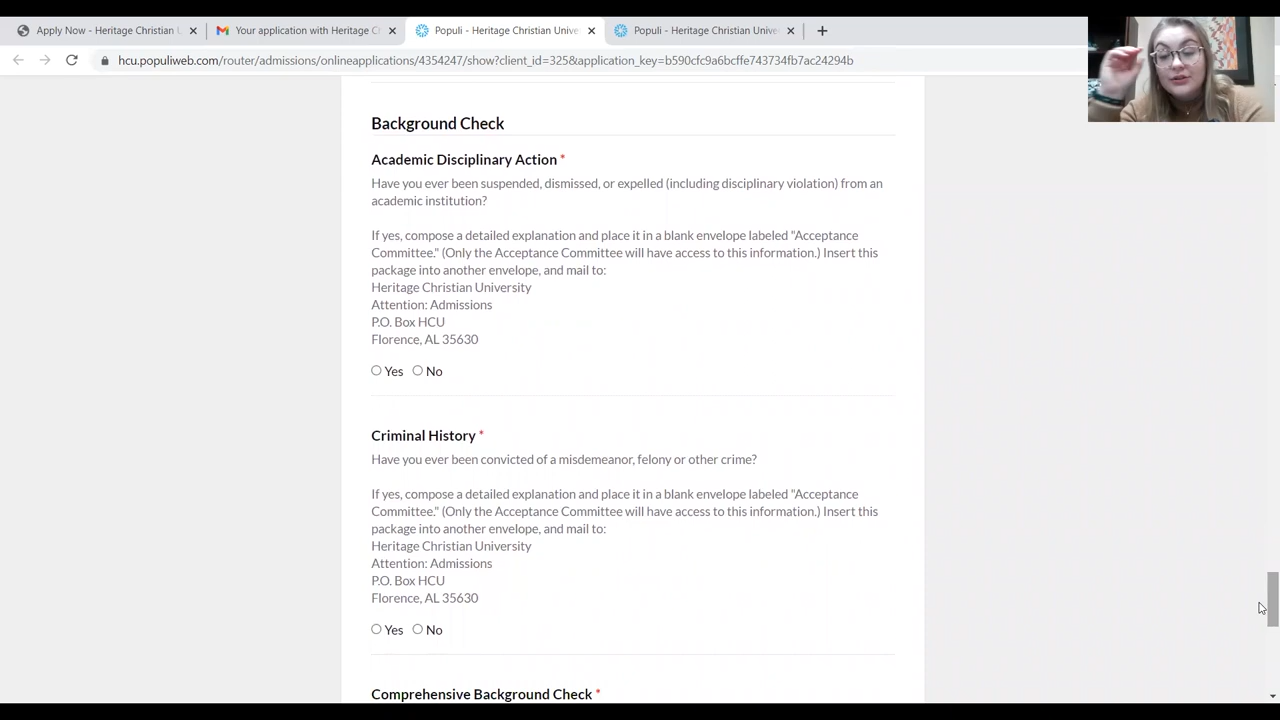 Apply Now - Heritage Christian U
Your application with Heritage C
Populi - Heritage Christian Unive
Populi - Heritage Christian Unive
hcu.populiweb.com/router/admissions/onlineapplications/4354247/show?client_id=325&application_key=b590cfc9a6bcffe743734fb7ac24294b
Background Check
Academic Disciplinary Action *
Have you ever been suspended, dismissed, or expelled (including disciplinary violation) from an
academic institution?
If yes, compose a detailed explanation and place it in a blank envelope labeled "Acceptance
Committee." (Only the Acceptance Committee will have access to this information.) Insert this
package into another envelope, and mail to:
Heritage Christian University
Attention: Admissions
P.O. Box HCU
Florence, AL 35630
Yes No
Criminal History *
Have you ever been convicted of a misdemeanor, felony or other crime?
If yes, compose a detailed explanation and place it in a blank envelope labeled "Acceptance
Committee." (Only the Acceptance Committee will have access to this information.) Insert this
package into another envelope, and mail to:
Heritage Christian University
Attention: Admissions
P.O. Box HCU
Florence, AL 35630
Yes No
Comprehensive Background Check *